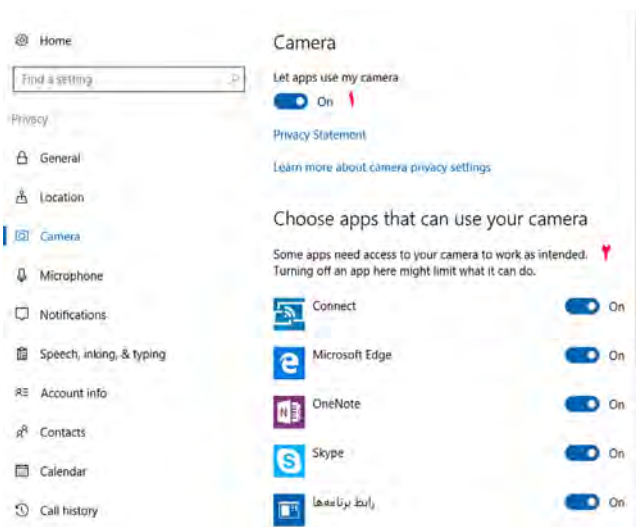 Home
Find a setting
Privacy
General
Location
Camera
Microphone
Notifications
Speech, inking, & typing
Account info
Contacts
Calendar
Call history
Camera
Let apps use my camera
On ۱
Privacy Statement
Learn more about camera privacy settings
Choose apps that can use your camera
Some apps need access to your camera to work as intended. ۲
Turning off an app here might limit what it can do.
Connect On
Microsoft Edge On
OneNote On
Skype On
رابط برنامه‌ها On